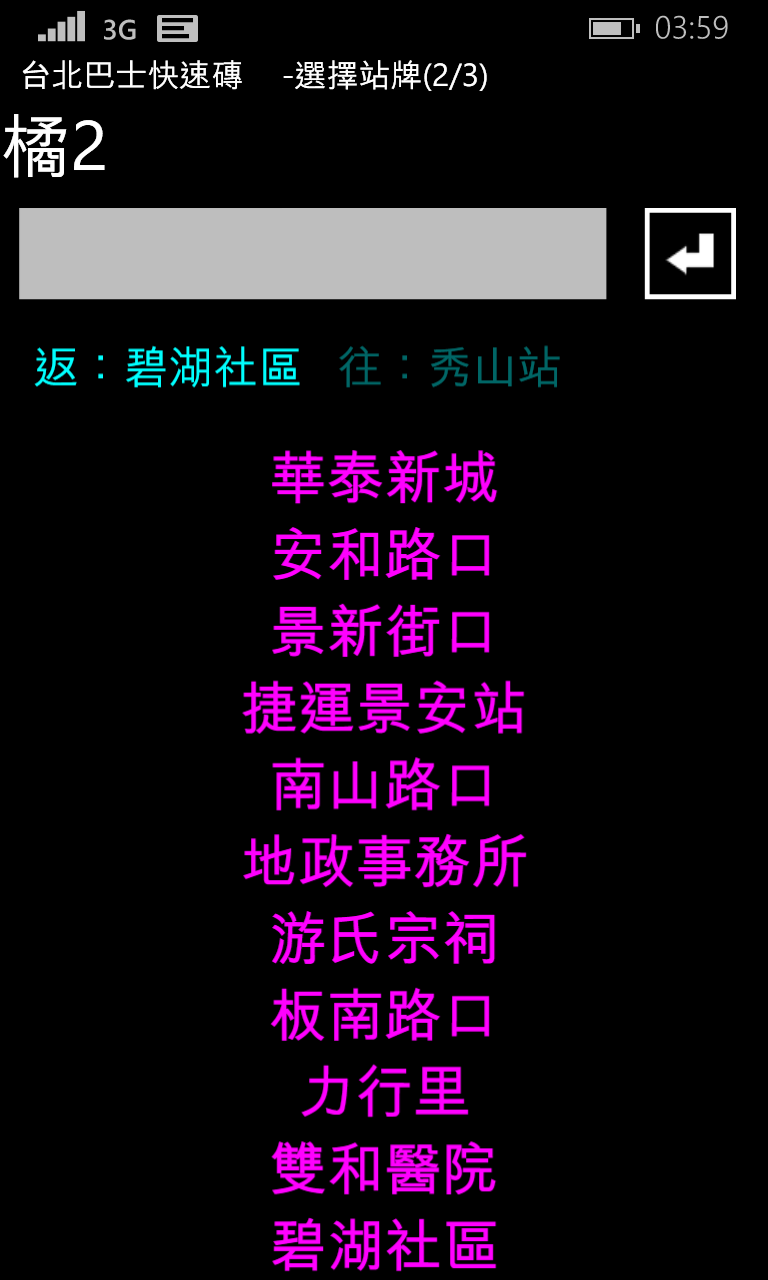 3G 03:59
台北巴士快速磚 -選擇站牌(2/3)
橘2
返：碧湖社區 往：秀山站
華泰新城
安和路口
景新街口
捷運景安站
南山路口
地政事務所
游氏宗祠
板南路口
力行里
雙和醫院
碧湖社區